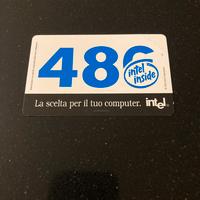 486
intel
inside
La scelta per il tuo computer.
intel